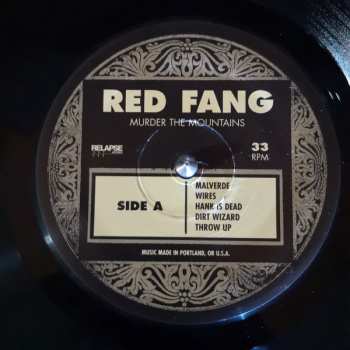 RED FANG
MURDER THE MOUNTAINS
RELAPSE
33
RPM
SIDE A
MALVERDE
WIRES
HANK IS DEAD
DIRT WIZARD
THROW UP
MUSIC MADE IN PORTLAND, OR U.S.A.